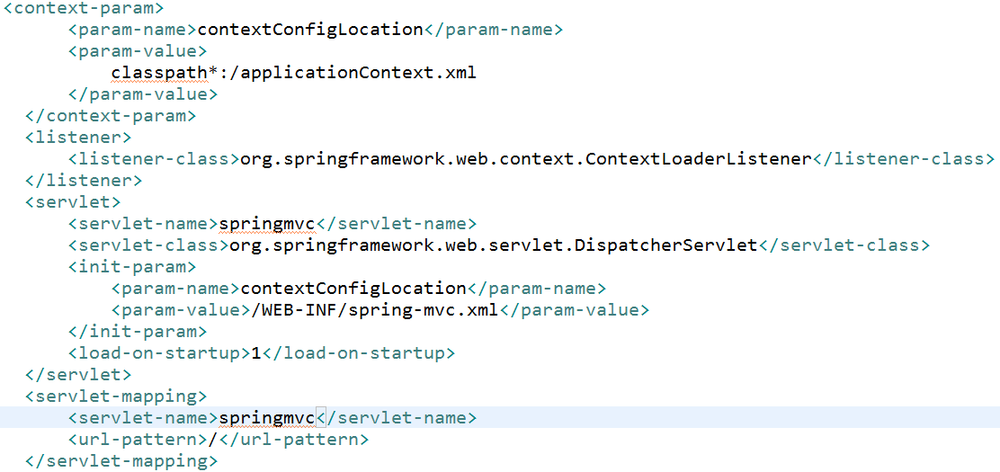 <context-param>
<param-name>contextConfigLocation</param-name>
<param-value>
classpath*:/applicationContext.xml
</param-value>
</context-param>
<listener>
<listener-class>org.springframework.web.context.ContextLoaderListener</listener-class>
</listener>
<servlet>
<servlet-name>springmvc</servlet-name>
<servlet-class>org.springframework.web.servlet.DispatcherServlet</servlet-class>
<init-param>
<param-name>contextConfigLocation</param-name>
<param-value>/WEB-INF/spring-mvc.xml</param-value>
</init-param>
<load-on-startup>1</load-on-startup>
</servlet>
<servlet-mapping>
<servlet-name>springmvc</servlet-name>
<url-pattern>/</url-pattern>
</servlet-mapping>